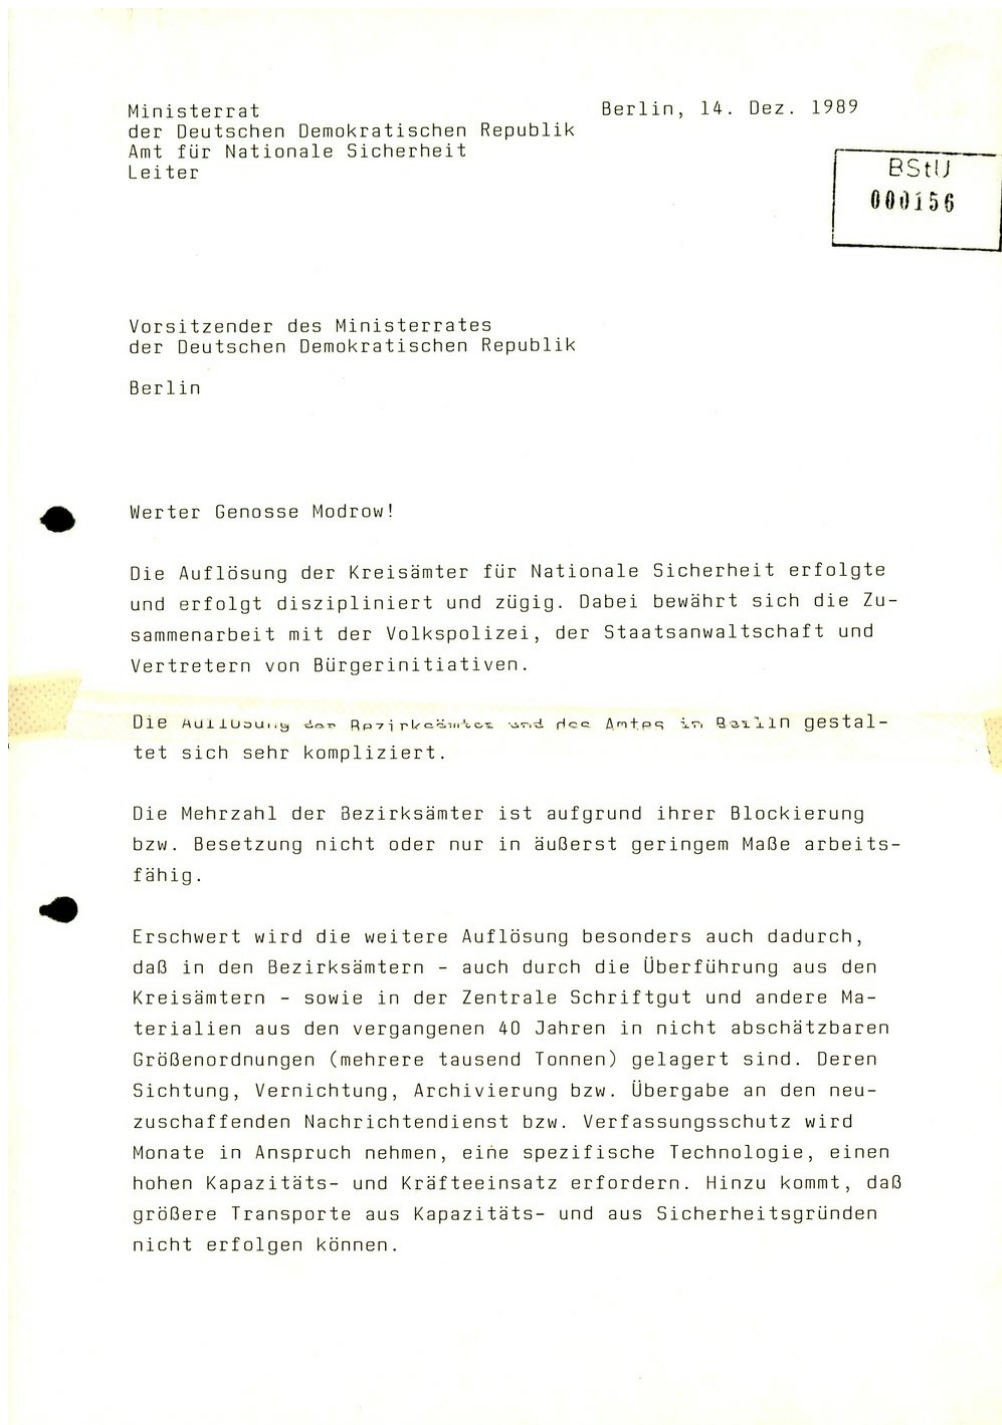 Ministerrat
der Deutschen Demokratischen Republik
Amt für Nationale Sicherheit
Leiter
Berlin, 14. Dez. 1989
BStU
000156
Vorsitzender des Ministerrates
der Deutschen Demokratischen Republik
Berlin
Werter Genosse Modrow!
Die Auflösung der Kreisämter für Nationale Sicherheit erfolgte
und erfolgt diszipliniert und zügig. Dabei bewährt sich die Zu-
sammenarbeit mit der Volkspolizei, der Staatsanwaltschaft und
Vertretern von Bürgerinitiativen.
Die Auflösung der Bezirksämter und des Amtes in Berlin gestal-
tet sich sehr kompliziert.
Die Mehrzahl der Bezirksämter ist aufgrund ihrer Blockierung
bzw. Besetzung nicht oder nur in äußerst geringem Maße arbeits-
fähig.
Erschwert wird die weitere Auflösung besonders auch dadurch,
daß in den Bezirksämtern - auch durch die Überführung aus den
Kreisämtern - sowie in der Zentrale Schriftgut und andere Ma-
terialien aus den vergangenen 40 Jahren in nicht abschätzbaren
Größenordnungen (mehrere tausend Tonnen) gelagert sind. Deren
Sichtung, Vernichtung, Archivierung bzw. Übergabe an den neu-
zuschaffenden Nachrichtendienst bzw. Verfassungsschutz wird
Monate in Anspruch nehmen, eine spezifische Technologie, einen
hohen Kapazitäts- und Kräfteeinsatz erfordern. Hinzu kommt, daß
größere Transporte aus Kapazitäts- und aus Sicherheitsgründen
nicht erfolgen können.